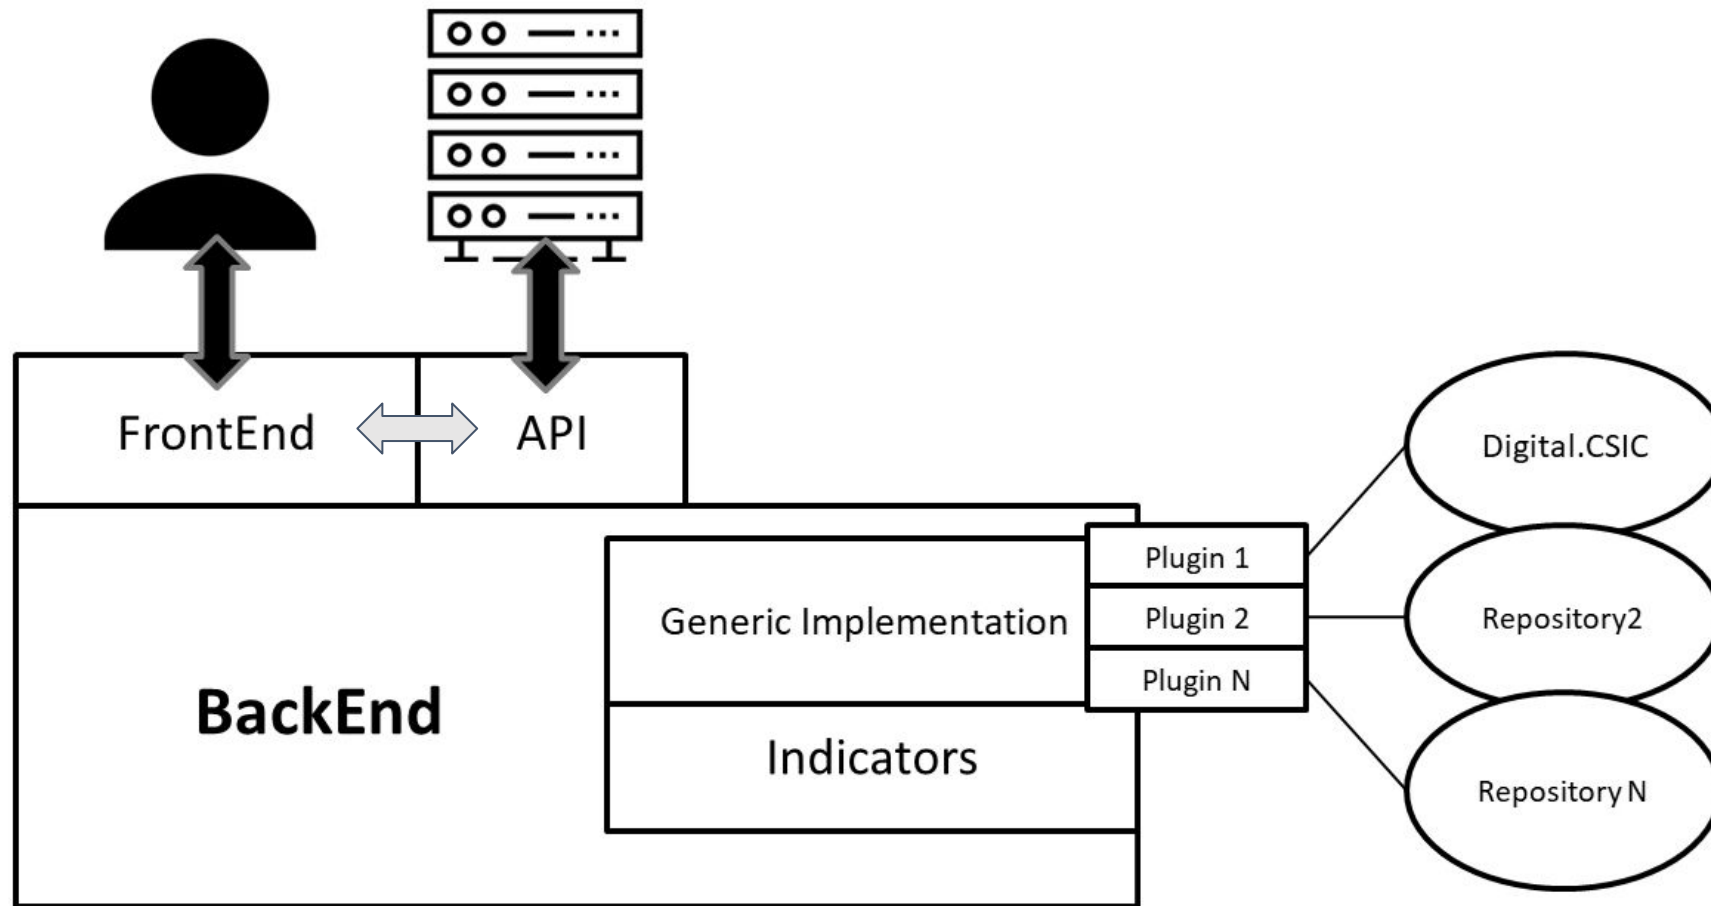 FrontEnd
API
BackEnd
Generic Implementation
Indicators
Plugin 1
Plugin 2
Plugin N
Digital.CSIC
Repository2
Repository N